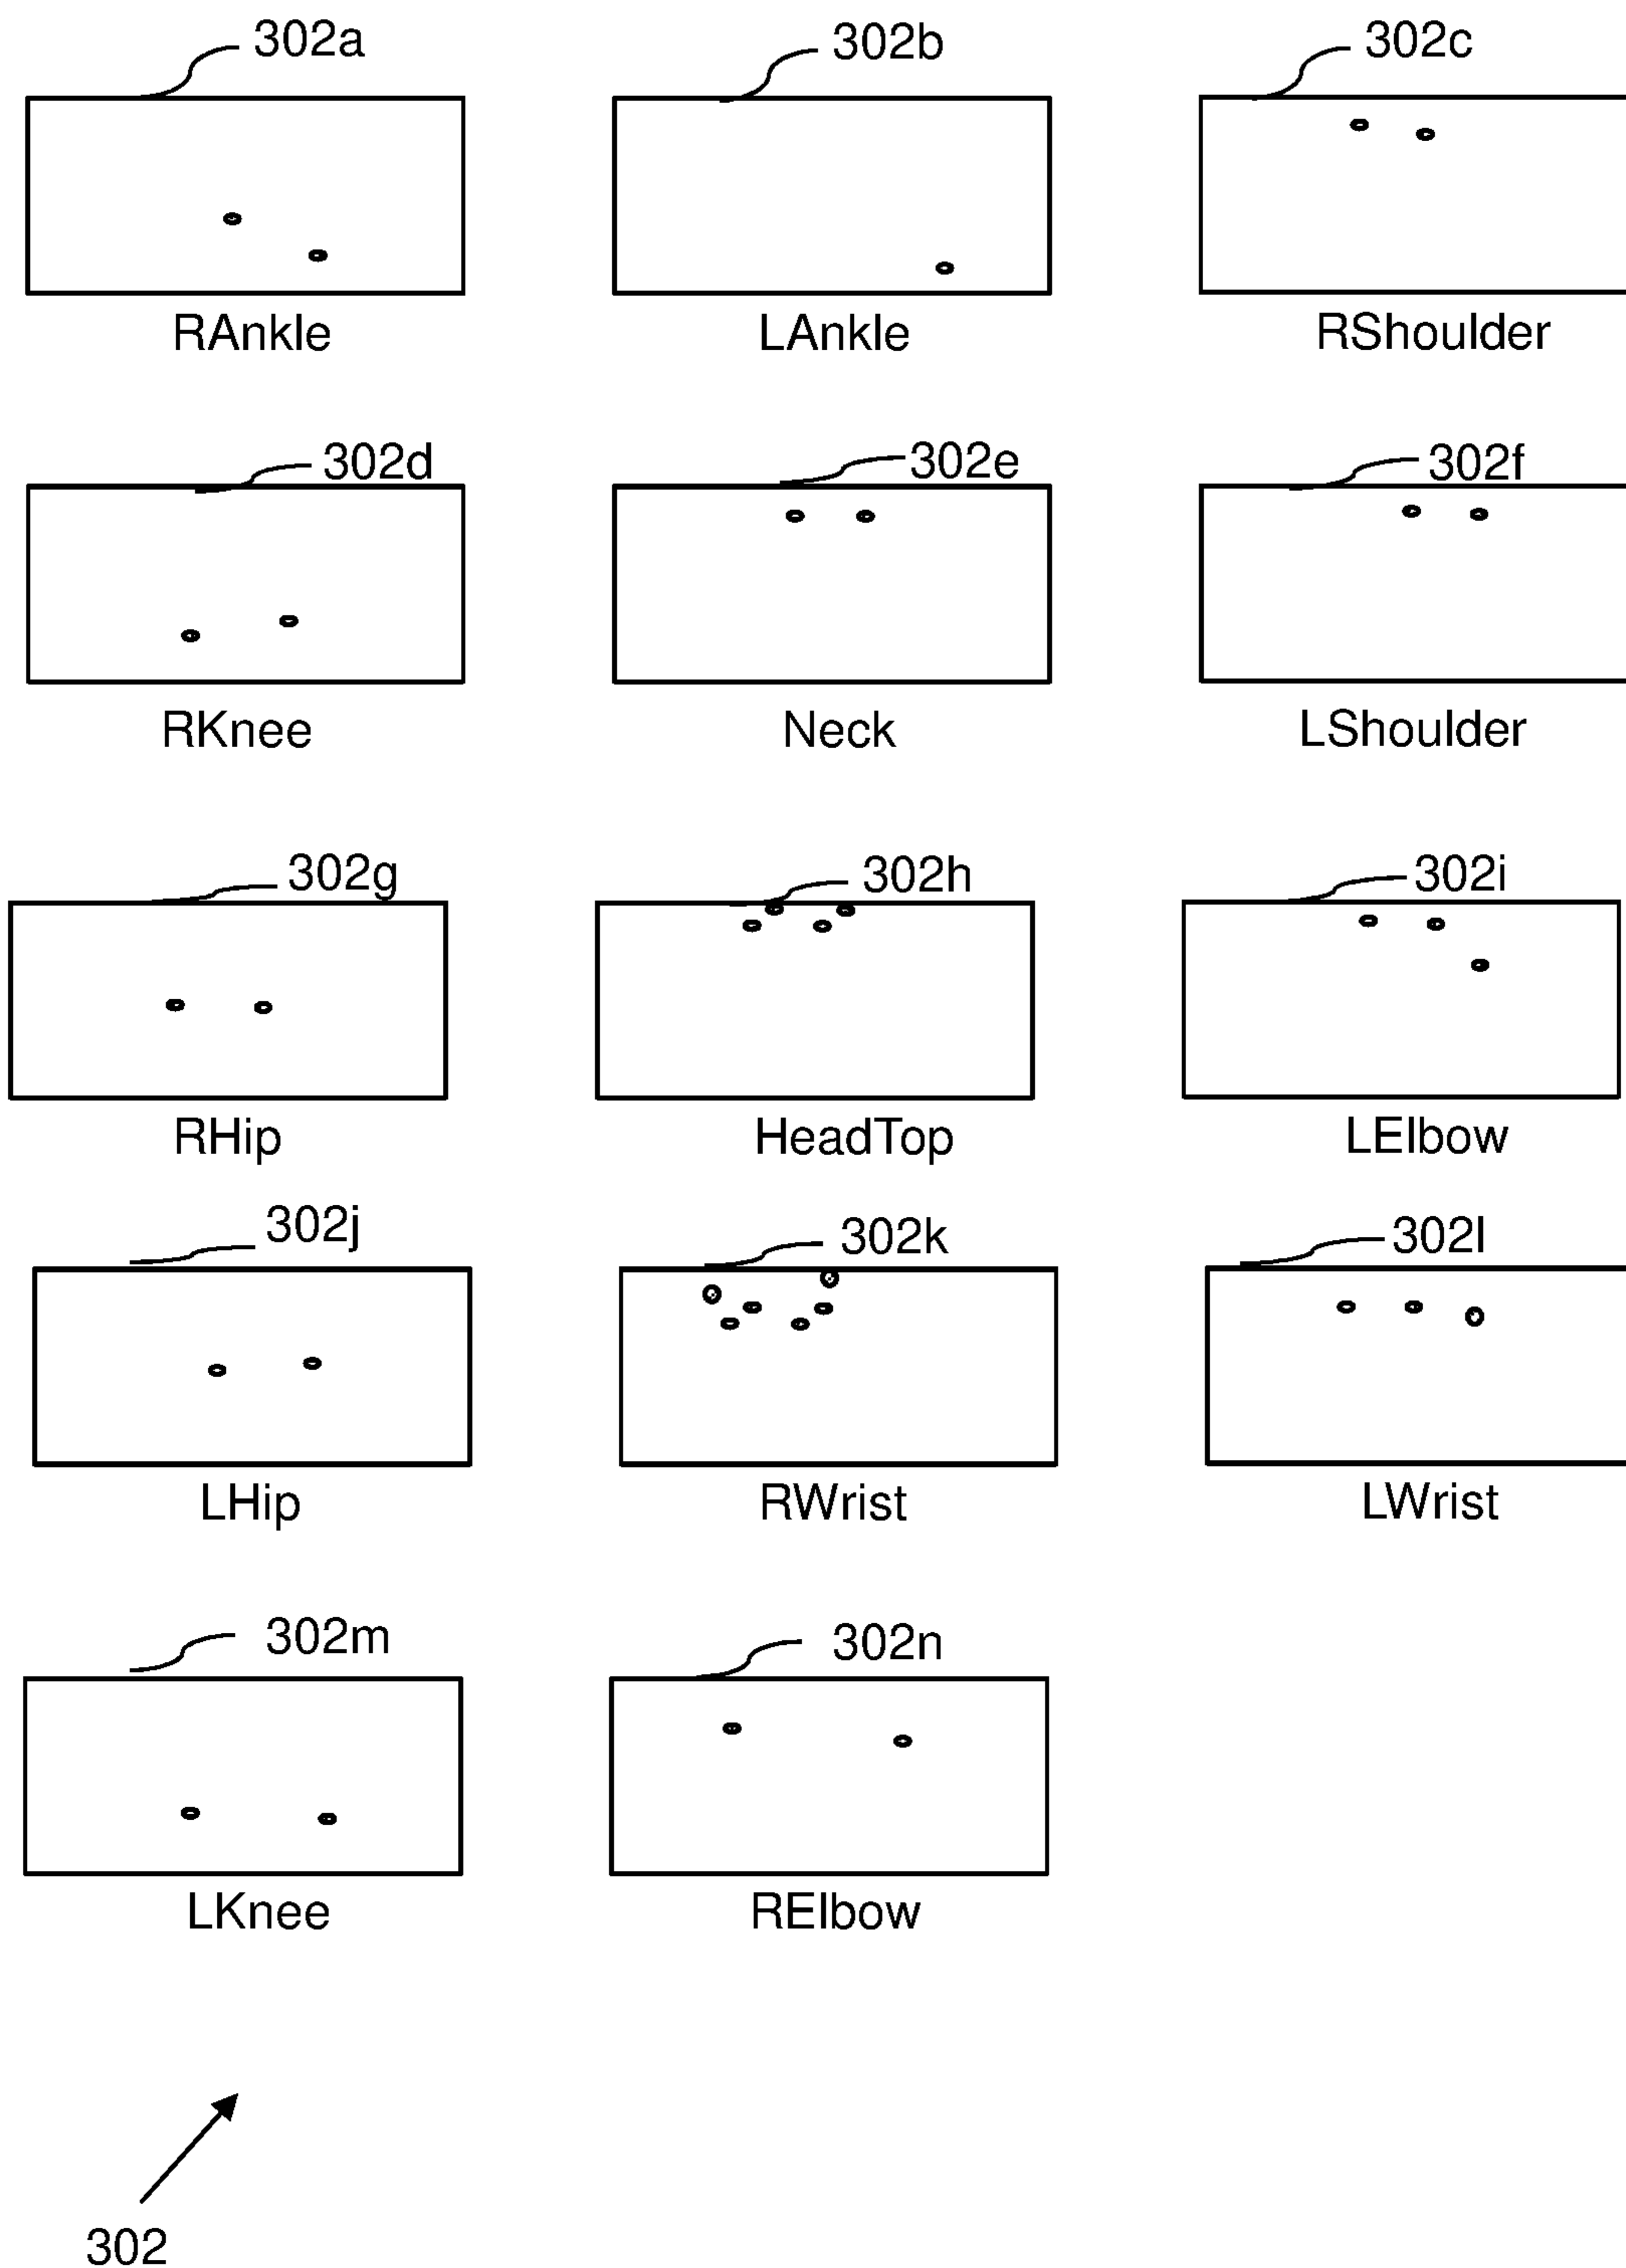 302a 302b 302c
RAnkle LAnkle RShoulder
302d 302e 302f
RKnee Neck LShoulder
302g 302h 302i
RHip HeadTop LElbow
302j 302k 302l
LHip RWrist LWrist
302m 302n
LKnee RElbow
302